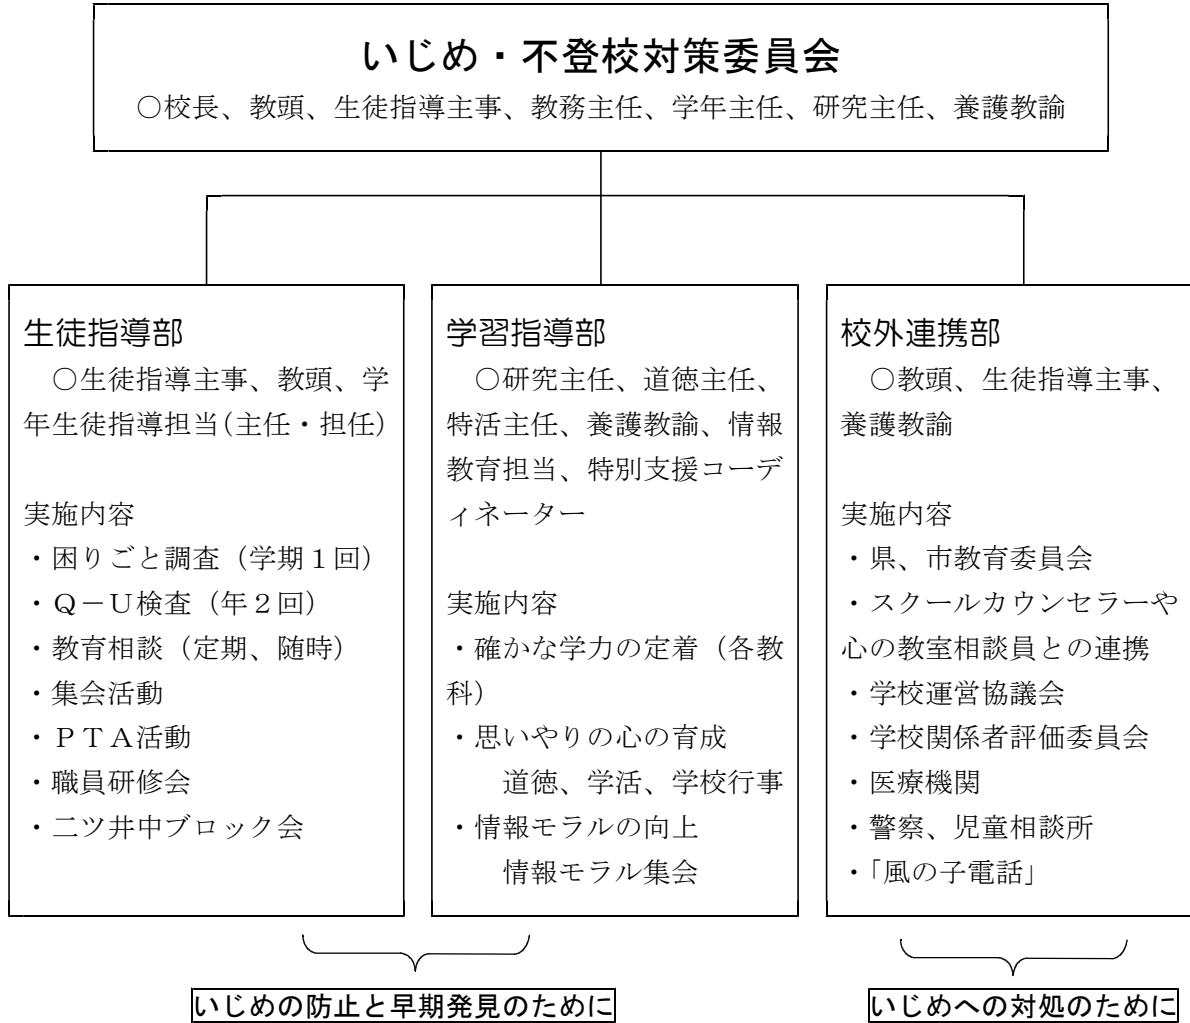 いじめ・不登校対策委員会
○校長、教頭、生徒指導主事、教務主任、学年主任、研究主任、養護教諭
生徒指導部
○生徒指導主事、教頭、学
年生徒指導担当(主任・担任)
実施内容
・困りごと調査（学期１回）
・Ｑ－Ｕ検査（年２回）
・教育相談（定期、随時）
・集会活動
・ＰＴＡ活動
・職員研修会
・二ツ井中ブロック会
学習指導部
○研究主任、道徳主任、
特活主任、養護教諭、情報
教育担当、特別支援コーデ
ィネーター
実施内容
・確かな学力の定着（各教
科）
・思いやりの心の育成
道徳、学活、学校行事
・情報モラルの向上
情報モラル集会
校外連携部
○教頭、生徒指導主事、
養護教諭
実施内容
・県、市教育委員会
・スクールカウンセラーや
心の教室相談員との連携
・学校運営協議会
・学校関係者評価委員会
・医療機関
・警察、児童相談所
・「風の子電話」
いじめの防止と早期発見のために
いじめへの対処のために